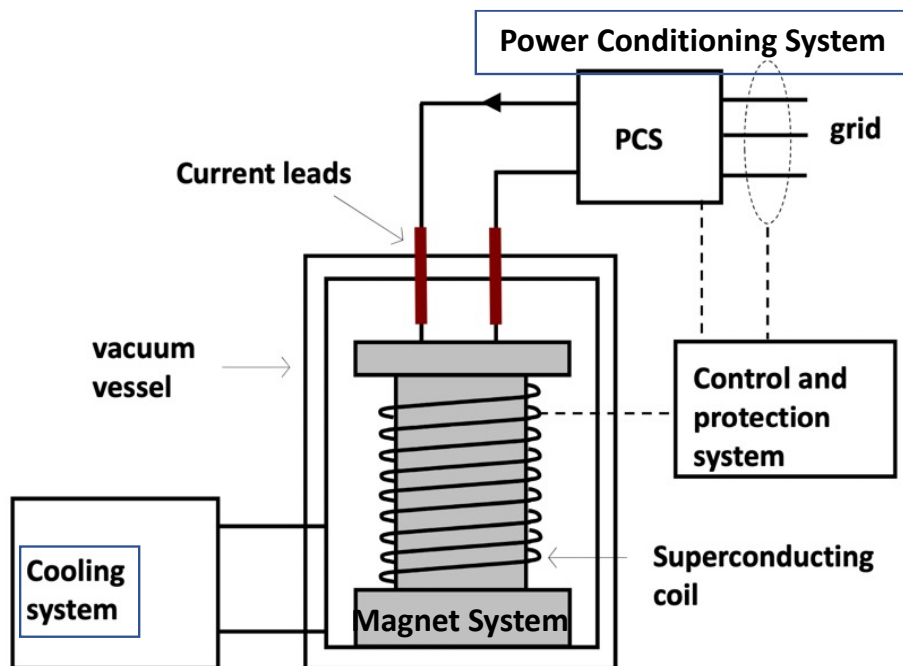 Power Conditioning System
PCS
grid
Current leads
vacuum
vessel
Control and
protection
system
Superconducting
coil
Cooling
system
Magnet System